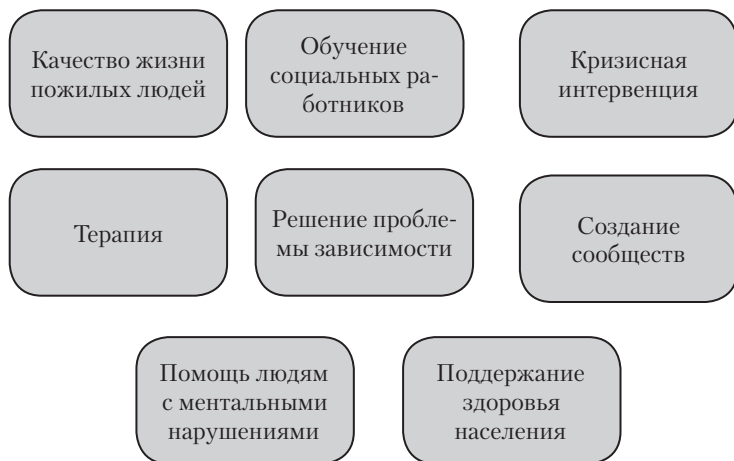 Качество жизни
пожилых людей
Обучение
социальных ра-
ботников
Кризисная
интервенция
Терапия
Решение пробле-
мы зависимости
Создание
сообществ
Помощь людям
с ментальными
нарушениями
Поддержание
здоровья
населения